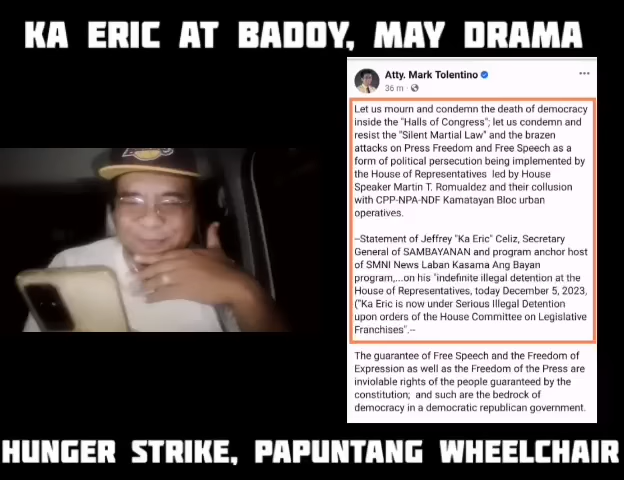 KA ERIC AT BADOY, MAY DRAMA
Atty. Mark Tolentino
36 m
Let us mourn and condemn the death of democracy
inside the "Halls of Congress"; let us condemn and
resist the "Silent Martial Law" and the brazen
attacks on Press Freedom and Free Speech as a
form of political persecution being implemented by
the House of Representatives led by House
Speaker Martin T. Romualdez and their collusion
with CPP-NPA-NDF Kamatayan Bloc urban
operatives.
--Statement of Jeffrey "Ka Eric" Celiz, Secretary
General of SAMBAYANAN and program anchor host
of SMNI News Laban Kasama Ang Bayan
program,...on his "indefinite illegal detention at the
House of Representatives, today December 5, 2023,
("Ka Eric is now under Serious Illegal Detention
upon orders of the House Committee on Legislative
Franchises".--
The guarantee of Free Speech and the Freedom of
Expression as well as the Freedom of the Press are
inviolable rights of the people guaranteed by the
constitution; and such are the bedrock of
democracy in a democratic republican government.
HUNGER STRIKE, PAPUNTANG WHEELCHAIR